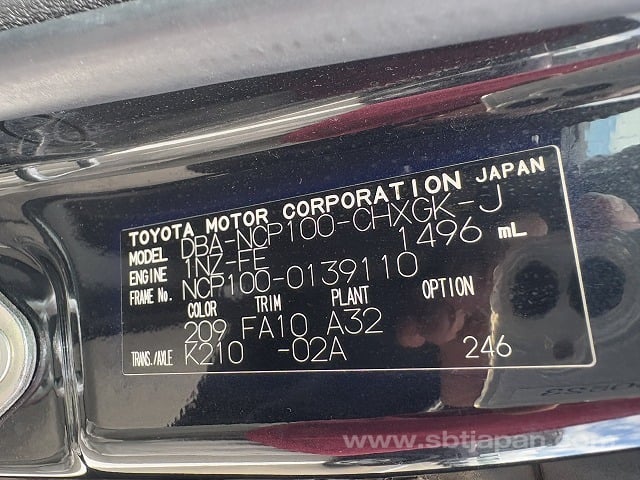 TOYOTA MOTOR CORPORATION JAPAN
MODEL DBA-NCP100-CHXGK-J
ENGINE 1NZ-FE 1496 mL
FRAME No. NCP100-0139110
COLOR TRIM PLANT OPTION
209 FA10 A32
TRANS./AXLE K210 -02A 246
www.sbtjapan.com